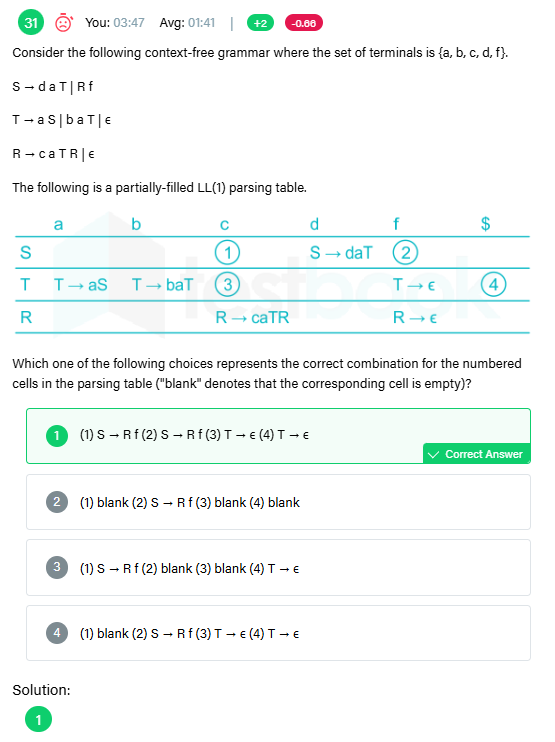 31 You: 03:47 Avg: 01:41 | +2 -0.66
Consider the following context-free grammar where the set of terminals is {a, b, c, d, f}.
S → d a T | R f
T → a S | b a T | ϵ
R → c a T R | ϵ
The following is a partially-filled LL(1) parsing table.
a b c d f $
S 1 S → daT 2
T T → aS T → baT 3 T → ϵ 4
R R → caTR R → ϵ
testbook
Which one of the following choices represents the correct combination for the numbered
cells in the parsing table ("blank" denotes that the corresponding cell is empty)?
1 (1) S → R f (2) S → R f (3) T → ϵ (4) T → ϵ
✓ Correct Answer
2 (1) blank (2) S → R f (3) blank (4) blank
3 (1) S → R f (2) blank (3) blank (4) T → ϵ
4 (1) blank (2) S → R f (3) T → ϵ (4) T → ϵ
Solution:
1